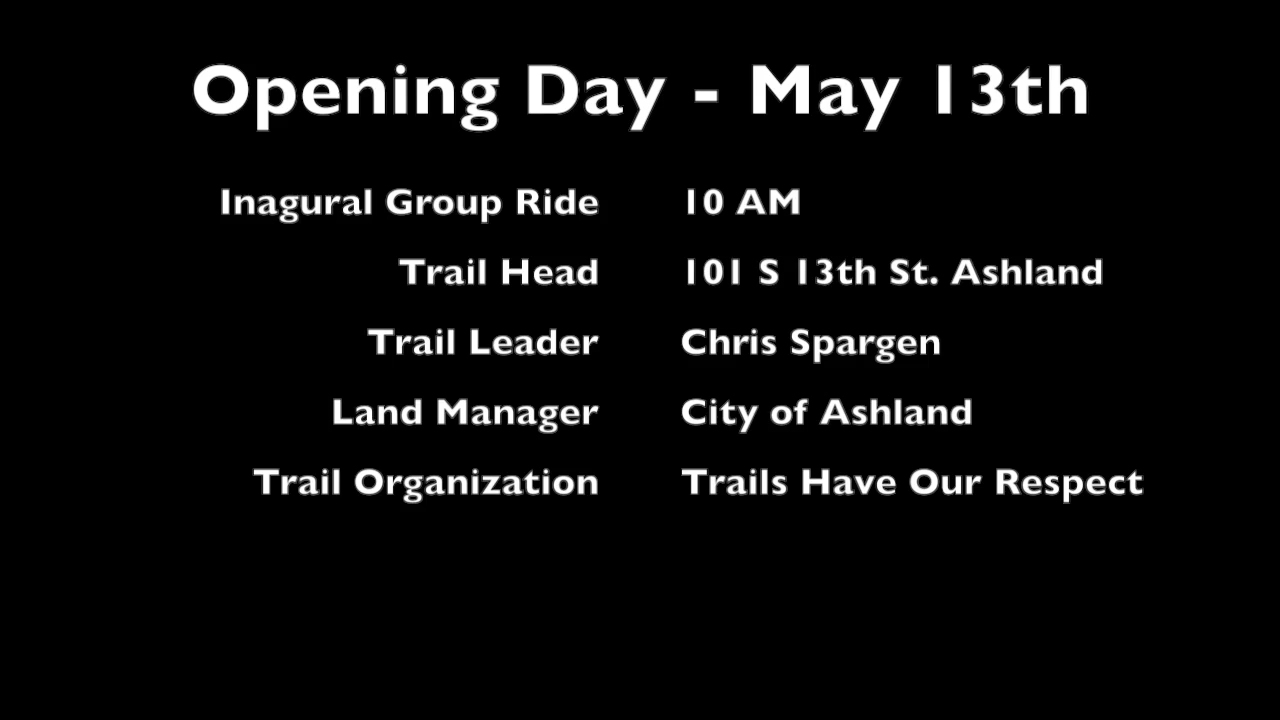 Opening Day - May 13th
Inagural Group Ride 10 AM
Trail Head 101 S 13th St. Ashland
Trail Leader Chris Spargen
Land Manager City of Ashland
Trail Organization Trails Have Our Respect